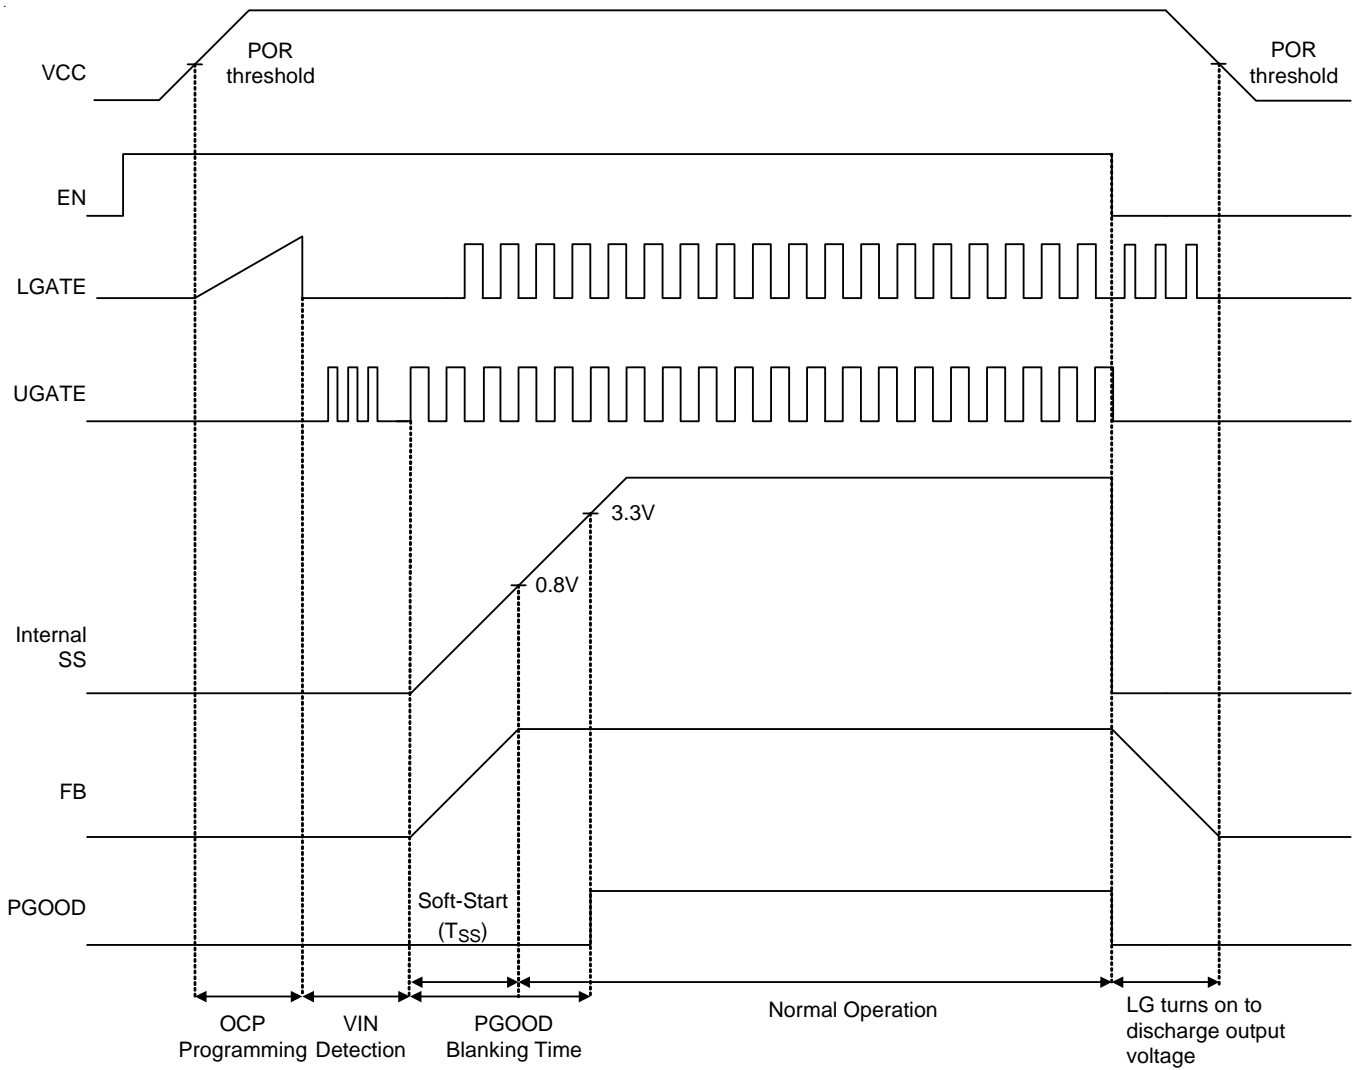 POR
threshold
POR
threshold
VCC
EN
LGATE
UGATE
3.3V
0.8V
Internal
SS
FB
PGOOD
Soft-Start
(TSS)
OCP
Programming
VIN
Detection
PGOOD
Blanking Time
Normal Operation
LG turns on to
discharge output
voltage